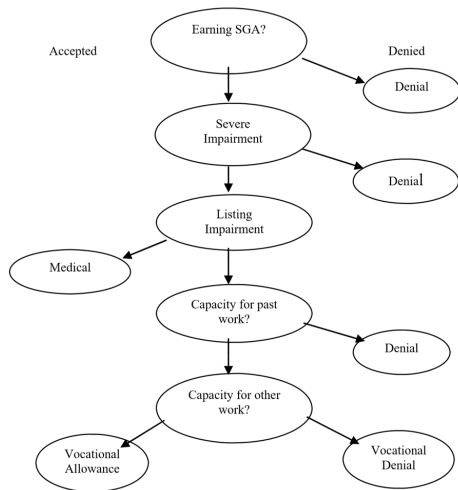 Earning SGA?
Accepted
Denied
Denial
Severe
Impairment
Denial
Listing
Impairment
Medical
Capacity for past
work?
Denial
Capacity for other
work?
Vocational
Allowance
Vocational
Denial